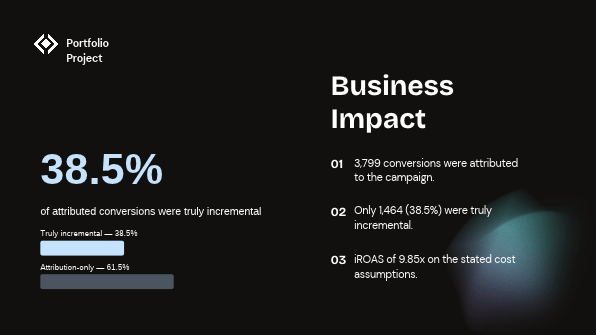 Portfolio
Project
Business
Impact
38.5%
of attributed conversions were truly incremental
Truly incremental — 38.5%
Attribution-only — 61.5%
01 3,799 conversions were attributed
to the campaign.
02 Only 1,464 (38.5%) were truly
incremental.
03 iROAS of 9.85x on the stated cost
assumptions.